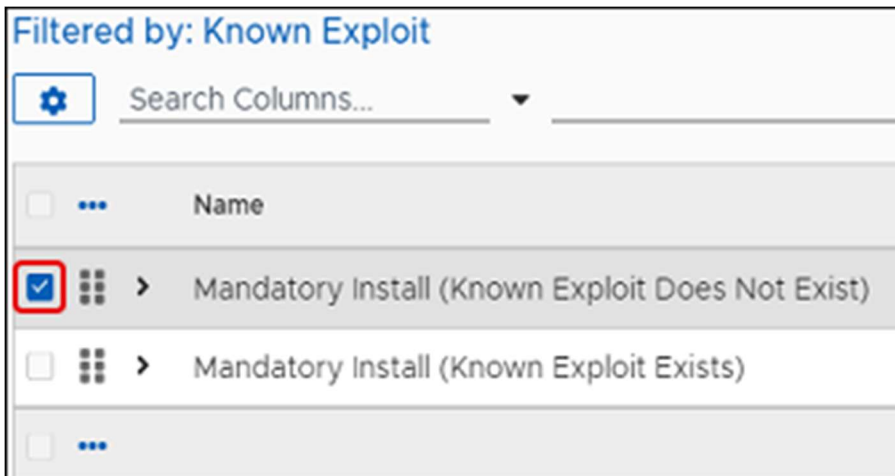 Filtered by: Known Exploit
Search Columns...
Name
Mandatory Install (Known Exploit Does Not Exist)
Mandatory Install (Known Exploit Exists)